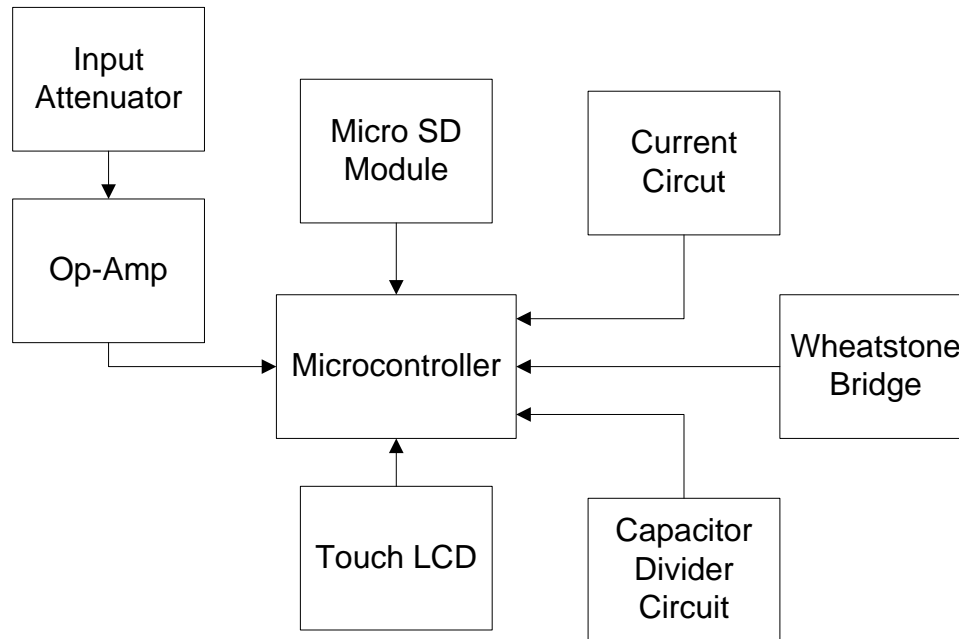 Input
Attenuator
Micro SD
Module
Current
Circut
Op-Amp
Microcontroller
Wheatstone
Bridge
Touch LCD
Capacitor
Divider
Circuit